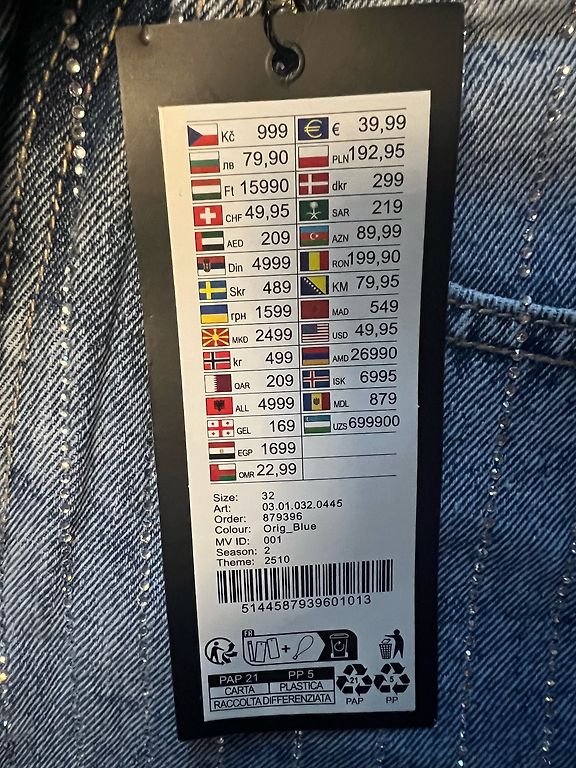 Kč 999 € 39,99
лв 79,90 PLN 192,95
Ft 15990 dkr 299
CHF 49,95 SAR 219
AED 209 AZN 89,99
Din 4999 RON 199,90
Skr 489 KM 79,95
грн 1599 MAD 549
MKD 2499 USD 49,95
kr 499 AMD 26990
QAR 209 ISK 6995
ALL 4999 MDL 879
GEL 169 UZS 699900
EGP 1699
OMR 22,99
Size: 32
Art: 03.01.032.0445
Order: 879396
Colour: Orig_Blue
MV ID: 001
Season: 2
Theme: 2510
5144587939601013
FR
+
PAP 21 PP 5
CARTA PLASTICA
RACCOLTA DIFFERENZIATA
21 5
PAP PP